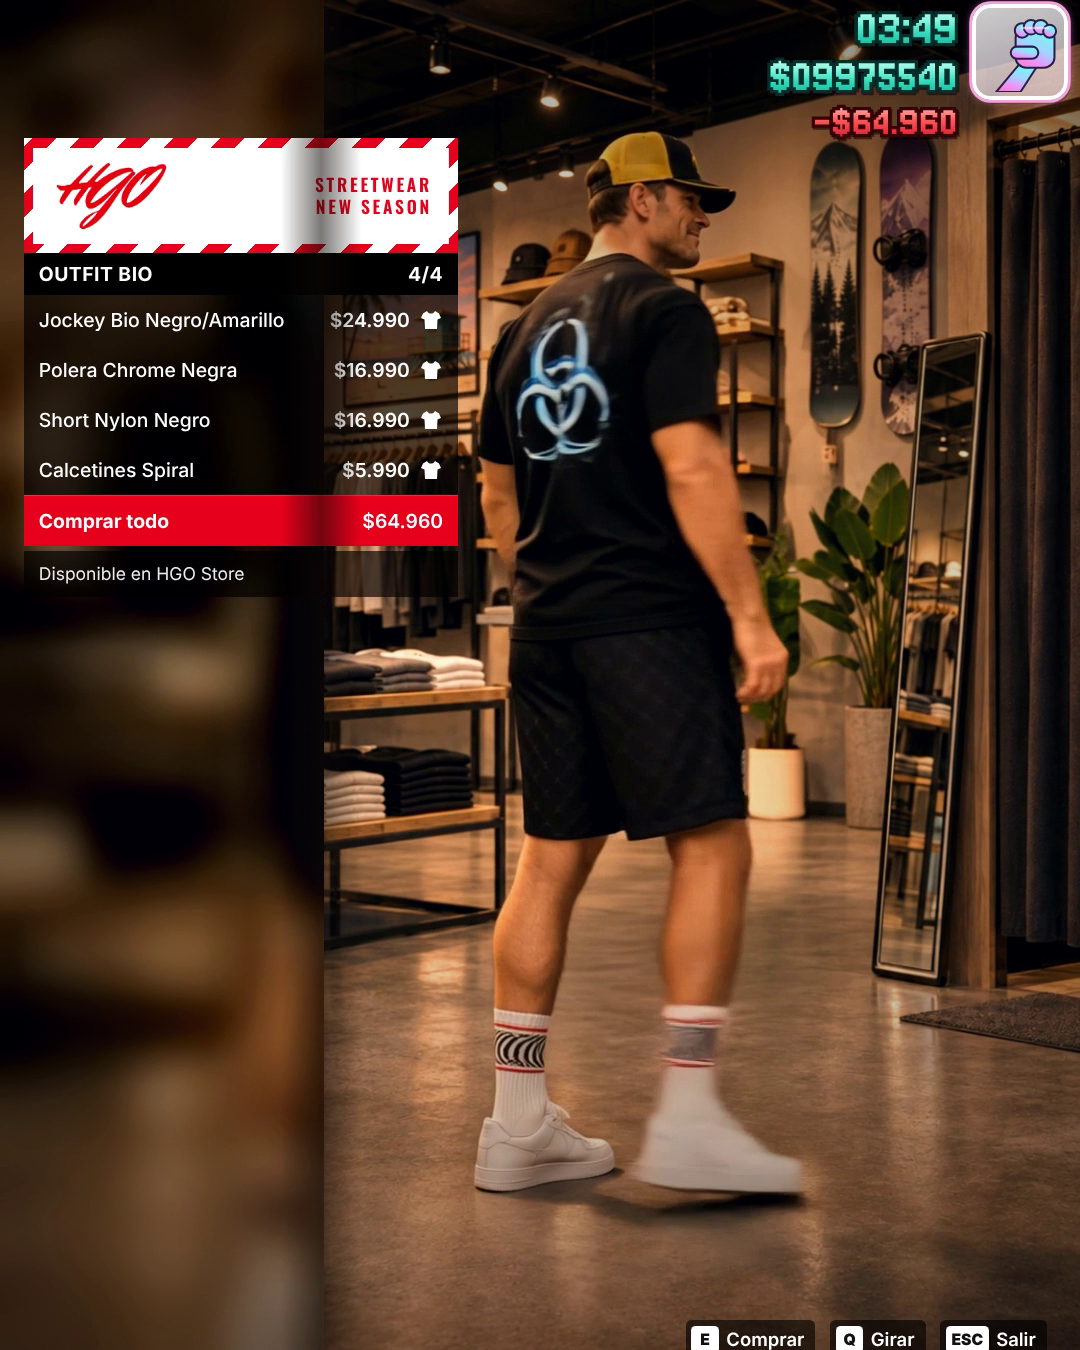 03:49
$09975540
-$64.960
HGO
STREETWEAR
NEW SEASON
OUTFIT BIO 4/4
Jockey Bio Negro/Amarillo $24.990
Polera Chrome Negra $16.990
Short Nylon Negro $16.990
Calcetines Spiral $5.990
Comprar todo $64.960
Disponible en HGO Store
E Comprar Q Girar ESC Salir